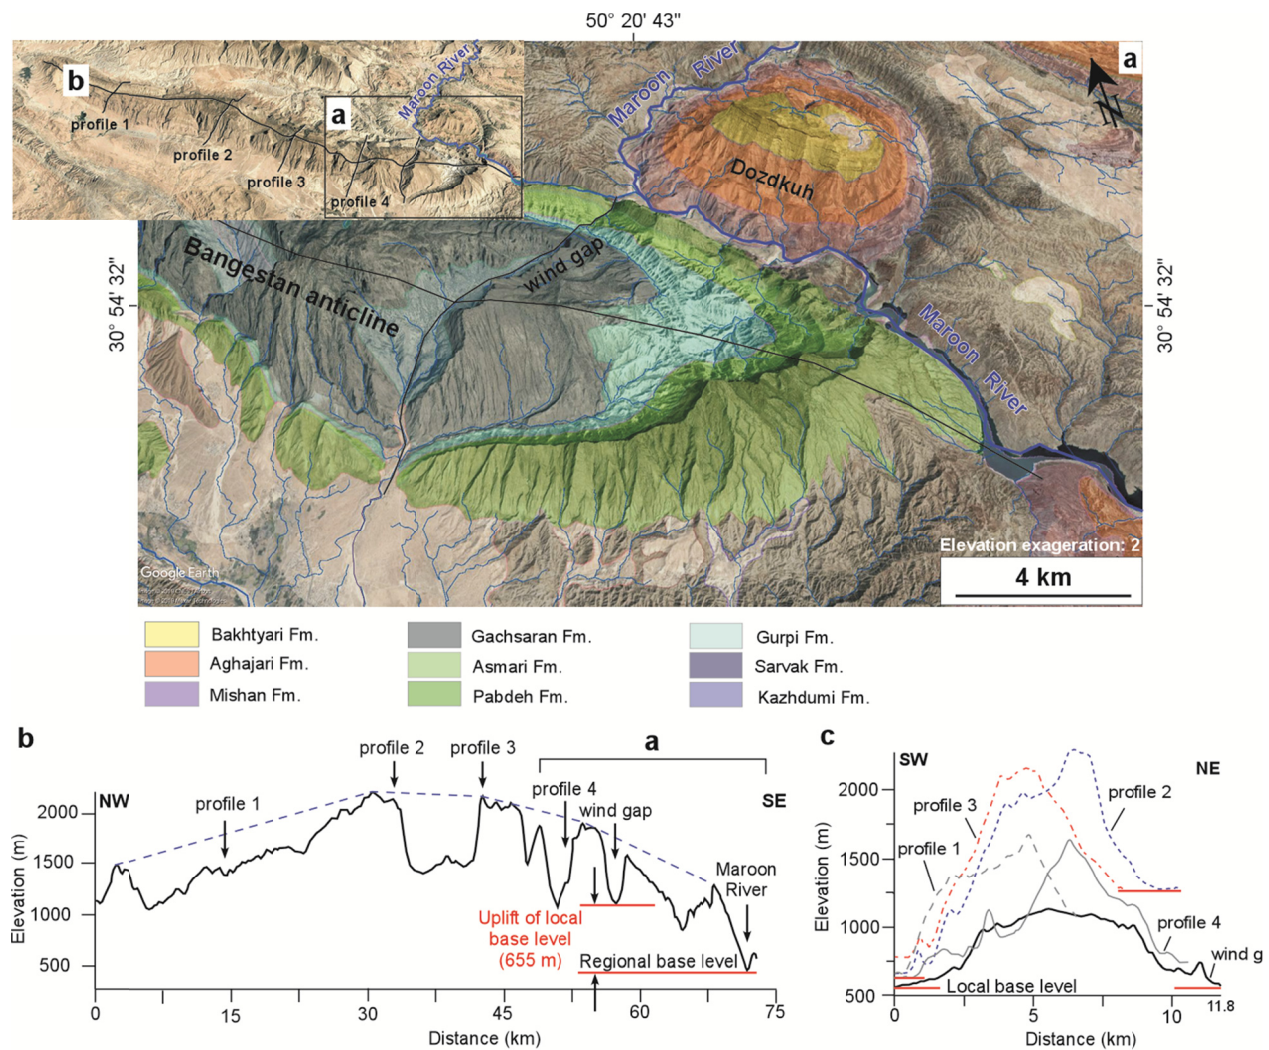 50° 20' 43"
b
a
a
Maroon River
Maroon River
N
profile 1
profile 2
profile 3
profile 4
Dozdkuh
Bangestan anticline
wind gap
30° 54' 32"
30° 54' 32"
Maroon River
Elevation exageration: 2
4 km
Google Earth
Bakhtyari Fm.
Gachsaran Fm.
Gurpi Fm.
Aghajari Fm.
Asmari Fm.
Sarvak Fm.
Mishan Fm.
Pabdeh Fm.
Kazhdumi Fm.
b
NW
SE
a
profile 1
profile 2
profile 3
profile 4
wind gap
Maroon
River
Uplift of local
base level
(655 m)
Regional base level
Elevation (m)
2000
1500
1000
500
0
15
30
45
60
75
Distance (km)
c
SW
NE
profile 3
profile 2
profile 1
profile 4
wind g
Local base level
Elevation (m)
2000
1500
1000
500
0
5
10
11.8
Distance (km)